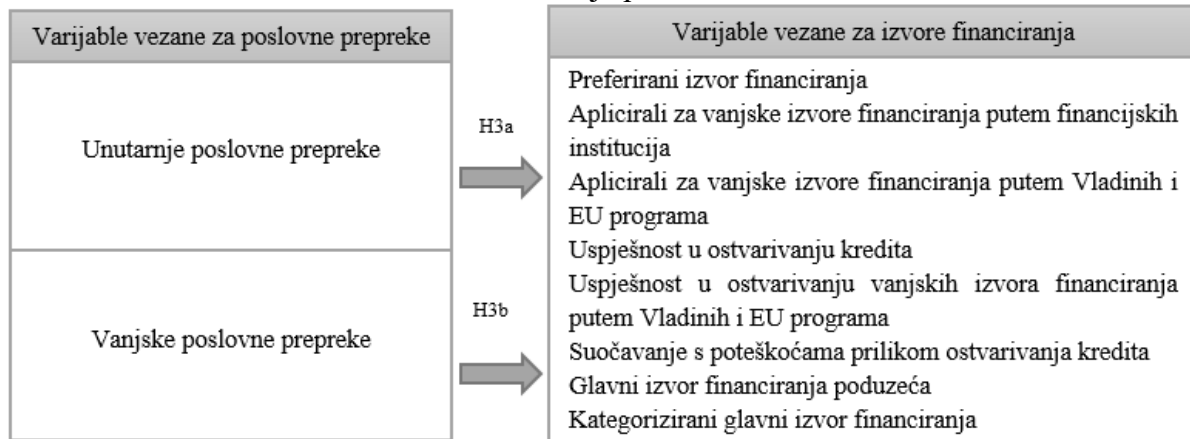 Varijable vezane za poslovne prepreke
Unutarnje poslovne prepreke
Vanjske poslovne prepreke
H3a
H3b
Varijable vezane za izvore financiranja
Preferirani izvor financiranja
Aplicirali za vanjske izvore financiranja putem financijskih
institucija
Aplicirali za vanjske izvore financiranja putem Vladinih i
EU programa
Uspješnost u ostvarivanju kredita
Uspješnost u ostvarivanju vanjskih izvora financiranja
putem Vladinih i EU programa
Suočavanje s poteškoćama prilikom ostvarivanja kredita
Glavni izvor financiranja poduzeća
Kategorizirani glavni izvor financiranja